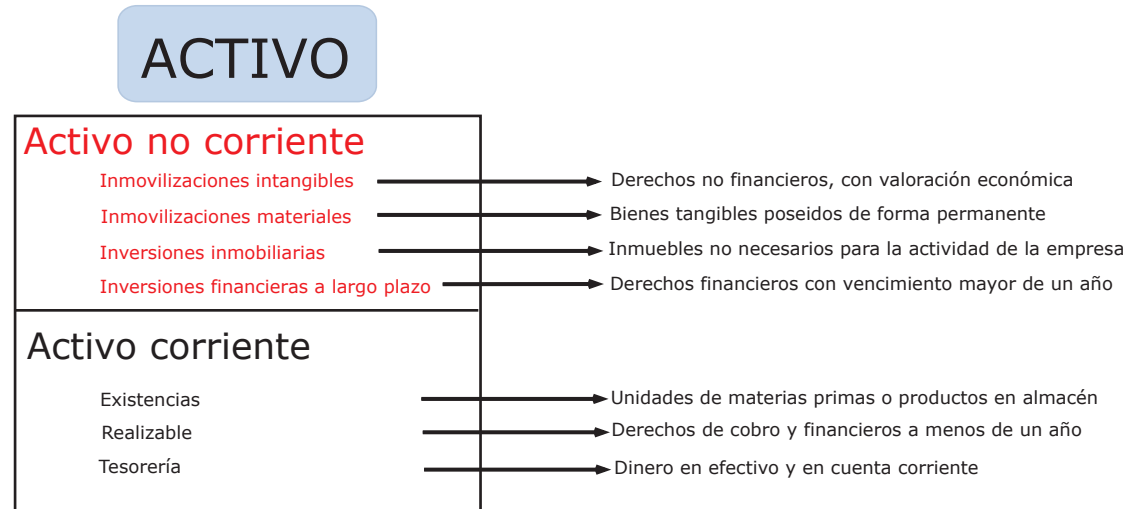 ACTIVO
Activo no corriente
Inmovilizaciones intangibles Derechos no financieros, con valoración económica
Inmovilizaciones materiales Bienes tangibles poseidos de forma permanente
Inversiones inmobiliarias Inmuebles no necesarios para la actividad de la empresa
Inversiones financieras a largo plazo Derechos financieros con vencimiento mayor de un año
Activo corriente
Existencias Unidades de materias primas o productos en almacén
Realizable Derechos de cobro y financieros a menos de un año
Tesorería Dinero en efectivo y en cuenta corriente